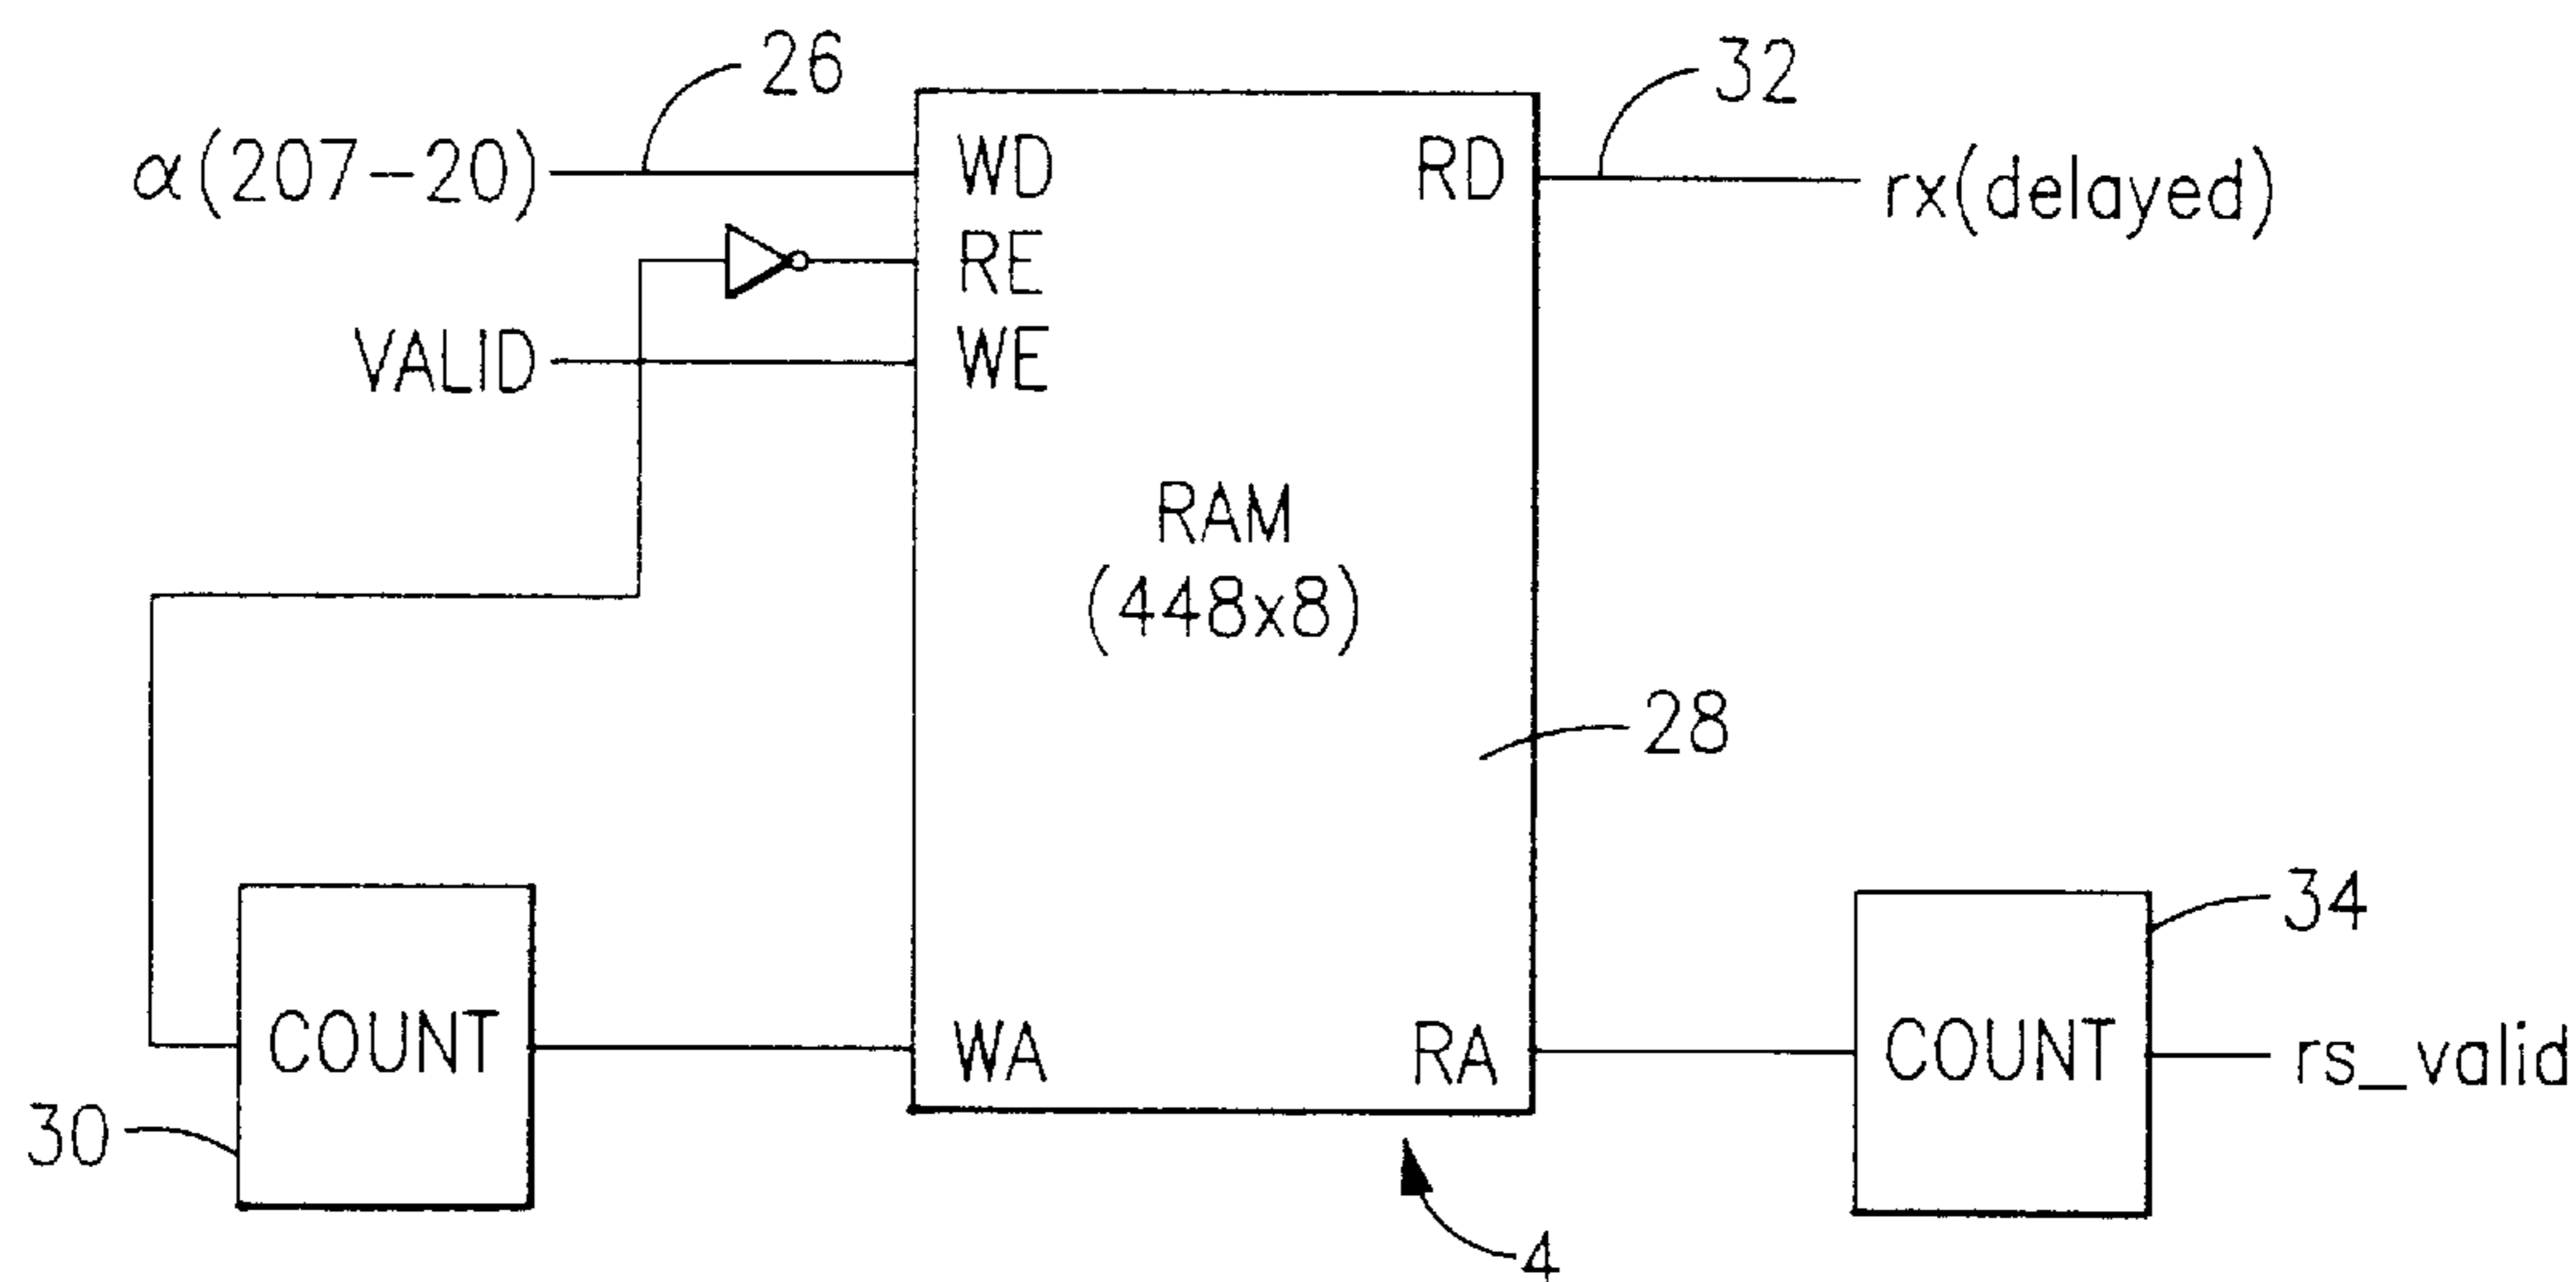 26
32
α(207-20)
WD
RD
rx(delayed)
RE
VALID
WE
RAM
(448x8)
28
34
COUNT
WA
RA
COUNT
rs_valid
30
4